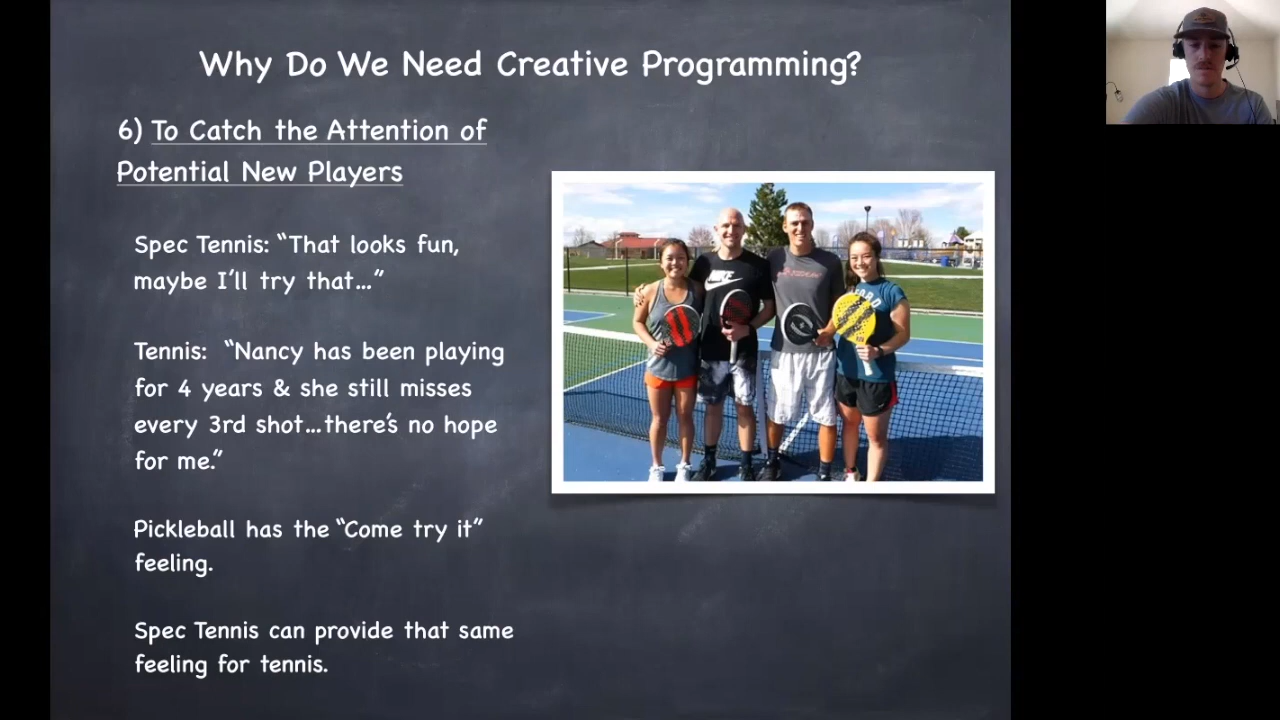 Why Do We Need Creative Programming?
6) To Catch the Attention of
Potential New Players
Spec Tennis: “That looks fun,
maybe I’ll try that...”
Tennis: “Nancy has been playing
for 4 years & she still misses
every 3rd shot...there’s no hope
for me.”
Pickleball has the “Come try it”
feeling.
Spec Tennis can provide that same
feeling for tennis.
NIKE